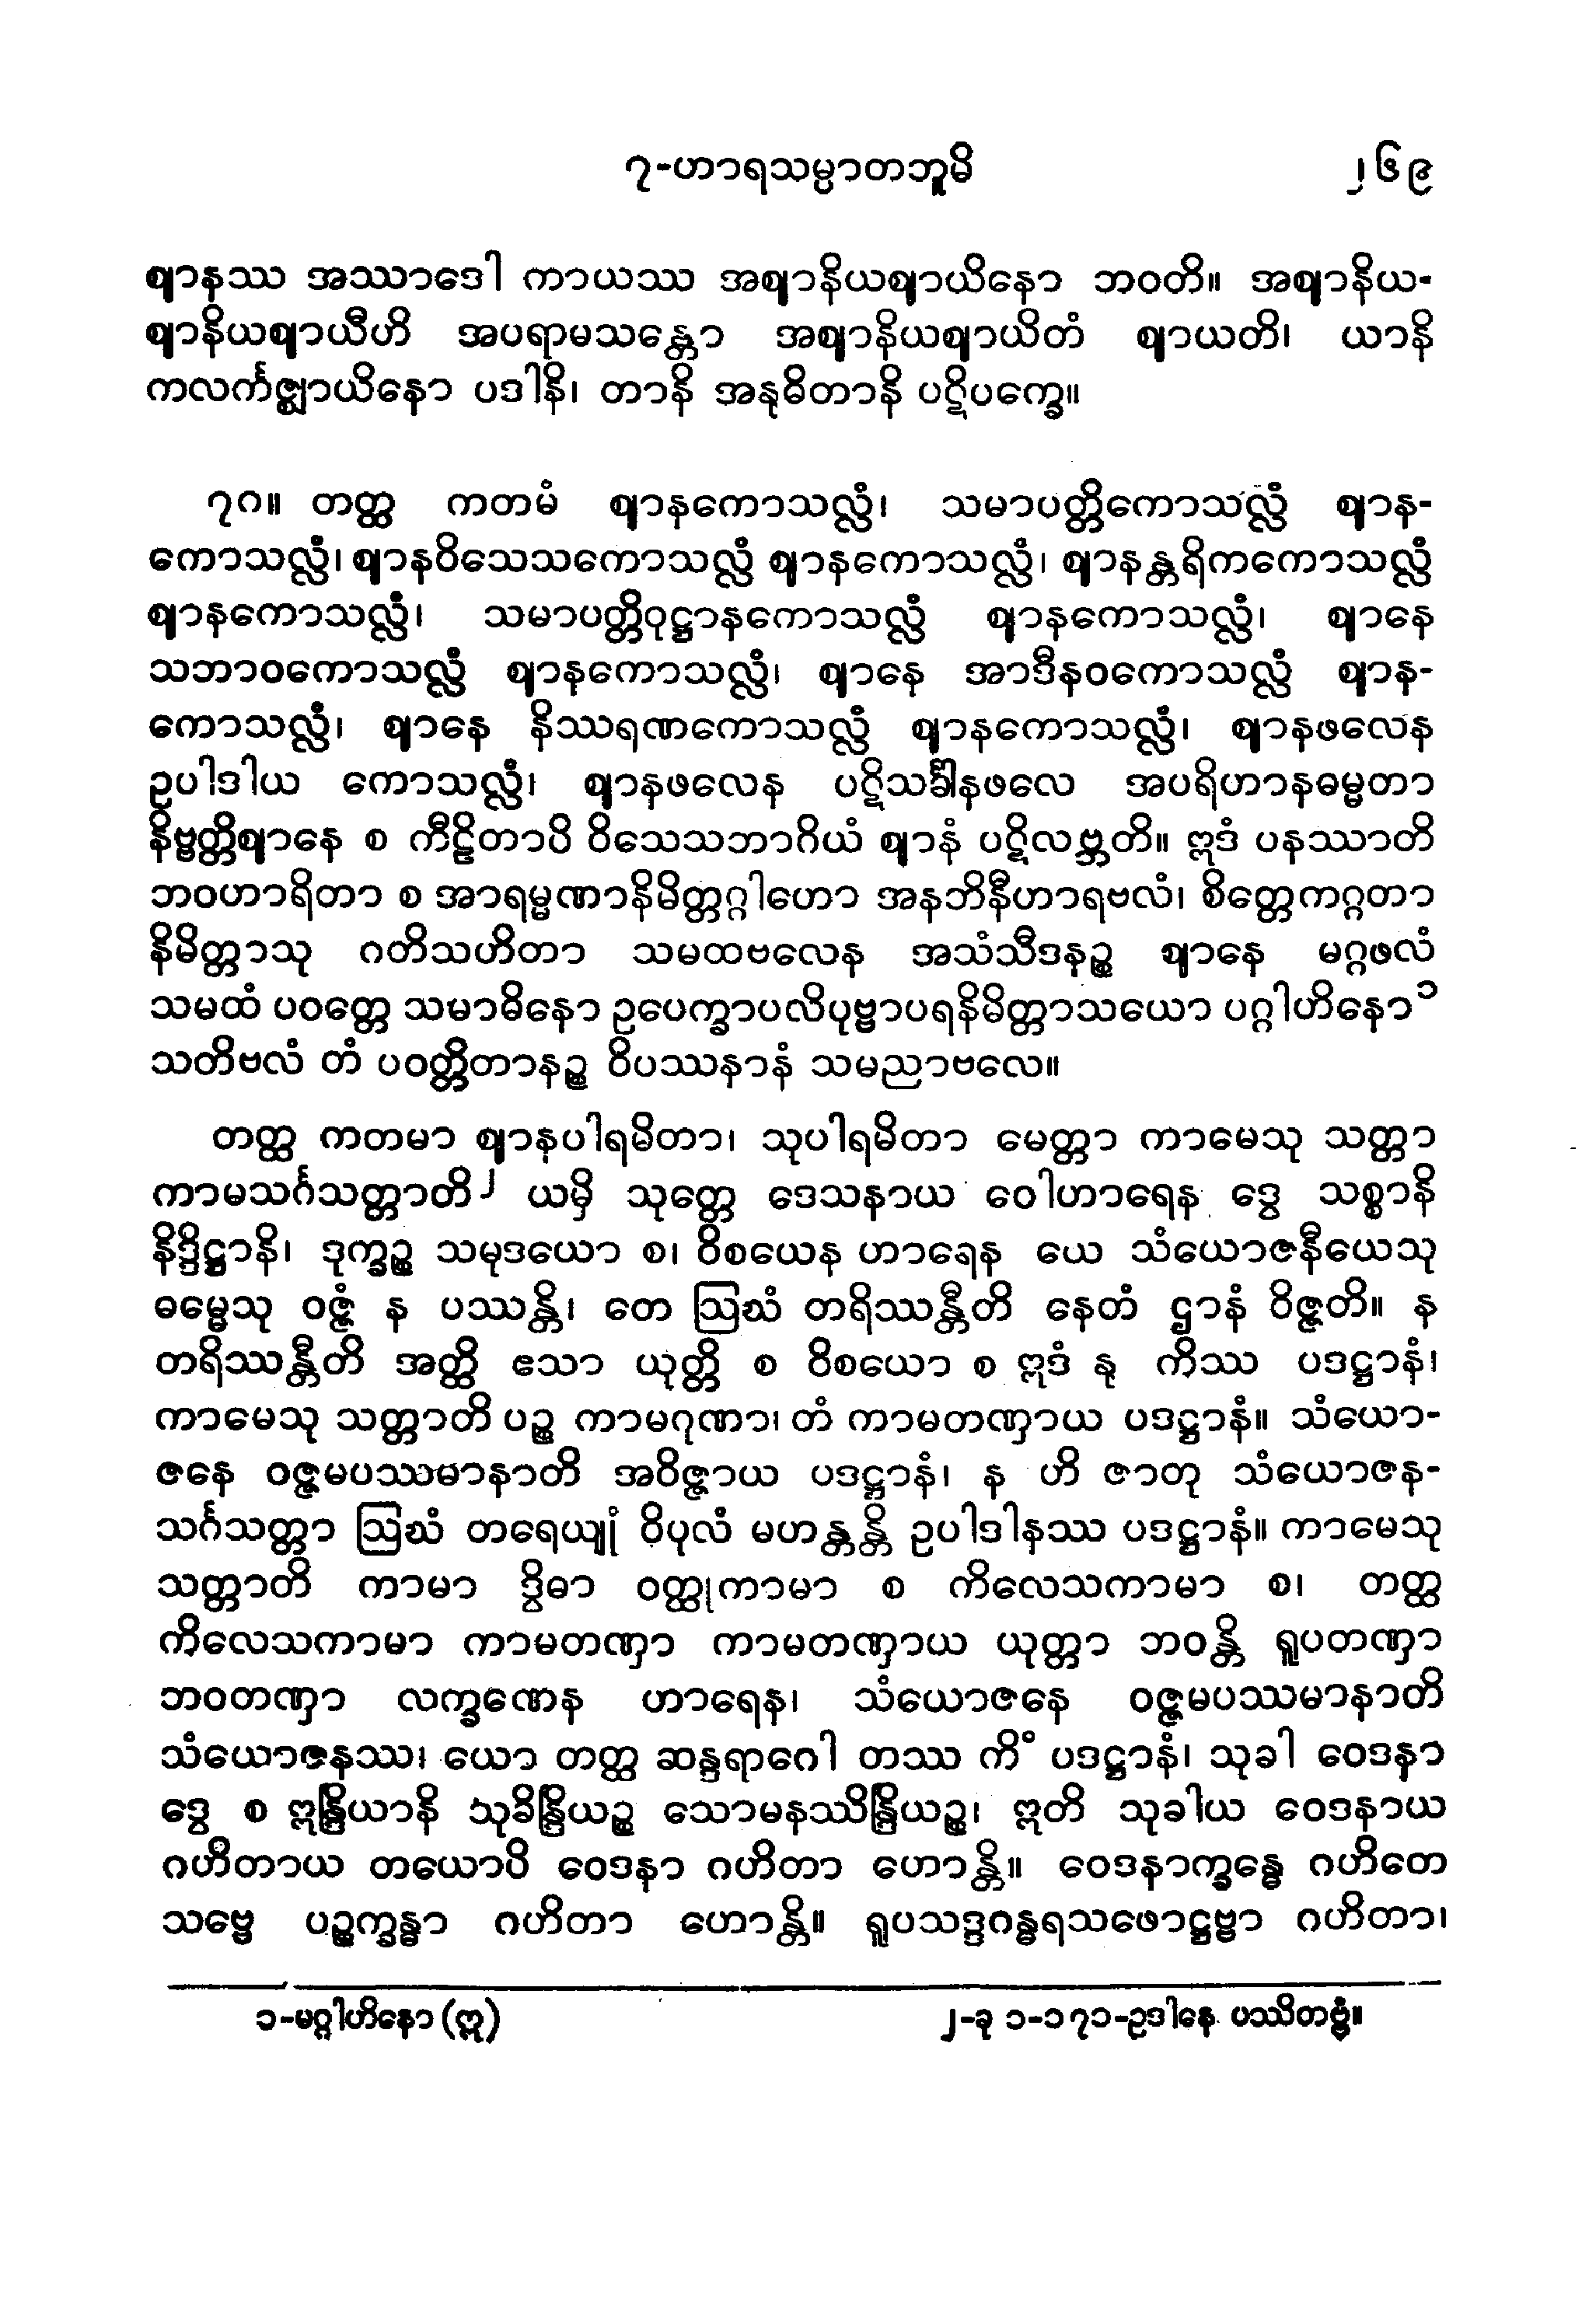 ၇-ဟာရသမ္ပာတဘူမိ ၂၆၉
ဈာနဿ အဿာဒေါ ကာယဿ အဈာနိယဈာယိနော ဘဝတိ။ အဈာနိယ-
ဈာနိယဈာယီဟိ အပရာမသန္တော အဈာနိယဈာယိတံ ဈာယတိ၊ ယာနိ
ကလင်္ကဇ္ဈာယိနော ပဒါနိ၊ တာနိ အနုဓိတာနိ ပဋိပက္ခေ။
၇၈။ တတ္ထ ကတမံ ဈာနကောသလ္လံ၊ သမာပတ္တိကောသလ္လံ ဈာန-
ကောသလ္လံ၊ ဈာနဝိသေသကောသလ္လံ ဈာနကောသလ္လံ၊ ဈာနန္တရိကကောသလ္လံ
ဈာနကောသလ္လံ၊ သမာပတ္တိဝုဋ္ဌာနကောသလ္လံ ဈာနကောသလ္လံ၊ ဈာနေ
သဘာဝကောသလ္လံ ဈာနကောသလ္လံ၊ ဈာနေ အာဒီနဝကောသလ္လံ ဈာန-
ကောသလ္လံ၊ ဈာနေ နိဿရဏကောသလ္လံ ဈာနကောသလ္လံ၊ ဈာနဖလေန
ဥပါဒါယ ကောသလ္လံ၊ ဈာနဖလေန ပဋိသင်္ခါနဖလေ အပရိဟာနဓမ္မတာ
နိဗ္ဗတ္တိဈာနေ စ ကီဠိတာပိ ဝိသေသဘာဂိယံ ဈာနံ ပဋိလဗ္ဘတိ။ ဣဒံ ပနဿာတိ
ဘဝဟာရိတာ စ အာရမ္မဏာနိမိတ္တဂ္ဂါဟော အနဘိနီဟာရဗလံ၊ စိတ္တေကဂ္ဂတာ
နိမိတ္တာသု ဂတိသဟိတာ သမထဗလေန အသံသီဒနဉ္စ ဈာနေ မဂ္ဂဖလံ
သမထံ ပဝတ္တေ သမာဓိနော ဥပေက္ခာပလိပုဗ္ဗာပရနိမိတ္တာသယော ပဂ္ဂါဟိနော၁
သတိဗလံ တံ ပဝတ္တိတာနဉ္စ ဝိပဿနာနံ သမညာဗလေ။
တတ္ထ ကတမာ ဈာနပါရမိတာ၊ သုပါရမိတာ မေတ္တာ ကာမေသု သတ္တာ
ကာမသင်္ဂသတ္တာတိ၂ ယမှိ သုတ္တေ ဒေသနာယ ဝေါဟာရေန ဒွေ သစ္စာနိ
နိဒ္ဒိဋ္ဌာနိ၊ ဒုက္ခဉ္စ သမုဒယော စ၊ ဝိစယေန ဟာရေန ယေ သံယောဇနီယေသု
ဓမ္မေသု ဝဇ္ဇံ န ပဿန္တိ၊ တေ ဩဃံ တရိဿန္တီတိ နေတံ ဌာနံ ဝိဇ္ဇတိ။ န
တရိဿန္တီတိ အတ္ထိ ဧသာ ယုတ္တိ စ ဝိစယော စ ဣဒံ နု ကိဿ ပဒဋ္ဌာနံ၊
ကာမေသု သတ္တာတိ ပဉ္စ ကာမဂုဏာ၊ တံ ကာမတဏှာယ ပဒဋ္ဌာနံ။ သံယော-
ဇနေ ဝဇ္ဇမပဿမာနာတိ အဝိဇ္ဇာယ ပဒဋ္ဌာနံ၊ န ဟိ ဇာတု သံယောဇန-
သင်္ဂသတ္တာ ဩဃံ တရေယျုံ ဝိပုလံ မဟန္တန္တိ ဥပါဒါနဿ ပဒဋ္ဌာနံ။ ကာမေသု
သတ္တာတိ ကာမာ ဒွိဓာ ဝတ္ထုကာမာ စ ကိလေသကာမာ စ၊ တတ္ထ
ကိလေသကာမာ ကာမတဏှာ ကာမတဏှာယ ယုတ္တာ ဘဝန္တိ ရူပတဏှာ
ဘဝတဏှာ လက္ခဏေန ဟာရေန၊ သံယောဇနေ ဝဇ္ဇမပဿမာနာတိ
သံယောဇနဿ၊ ယော တတ္ထ ဆန္ဒရာဂေါ တဿ ကိံ ပဒဋ္ဌာနံ၊ သုခါ ဝေဒနာ
ဒွေ စ ဣန္ဒြိယာနိ သုခိန္ဒြိယဉ္စ သောမနဿိန္ဒြိယဉ္စ၊ ဣတိ သုခါယ ဝေဒနာယ
ဂဟိတာယ တယောပိ ဝေဒနာ ဂဟိတာ ဟောန္တိ။ ဝေဒနာက္ခန္ဓေ ဂဟိတေ
သဗ္ဗေ ပဉ္စက္ခန္ဓာ ဂဟိတာ ဟောန္တိ။ ရူပသဒ္ဒဂန္ဓရသဖောဋ္ဌဗ္ဗာ ဂဟိတာ၊
၁-မဂ္ဂါဟိနော (ဣ) ၂-ခု ၁-၁၇၁-ဥဒါနေ ပဿိတဗ္ဗံ။